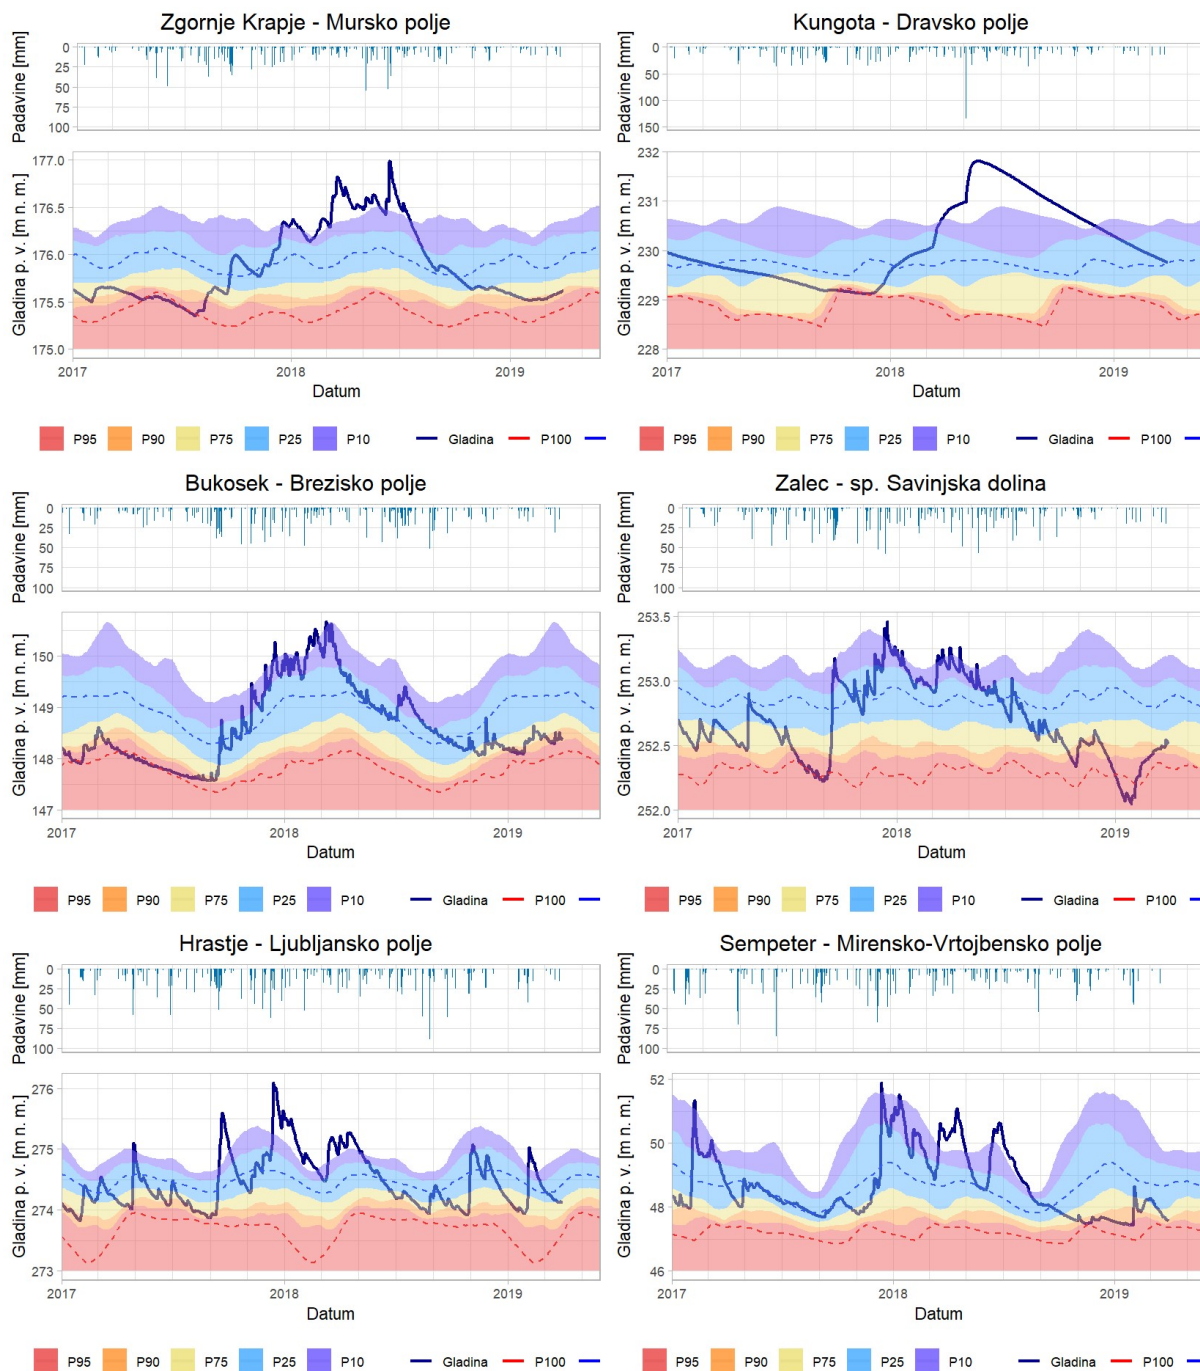 Zgornje Krapje - Mursko polje
Padavine [mm]
0
25
50
75
100
Gladina p. v. [m n. m.]
177.0
176.5
176.0
175.5
175.0
2017
2018
2019
Datum
P95
P90
P75
P25
P10
Gladina
P100
Kungota - Dravsko polje
Padavine [mm]
0
50
100
150
Gladina p. v. [m n. m.]
232
231
230
229
228
2017
2018
2019
Datum
P95
P90
P75
P25
P10
Gladina
P100
Bukosek - Brezisko polje
Padavine [mm]
0
25
50
75
100
Gladina p. v. [m n. m.]
150
149
148
147
2017
2018
2019
Datum
P95
P90
P75
P25
P10
Gladina
P100
Zalec - sp. Savinjska dolina
Padavine [mm]
0
25
50
75
100
Gladina p. v. [m n. m.]
253.5
253.0
252.5
252.0
2017
2018
2019
Datum
P95
P90
P75
P25
P10
Gladina
P100
Hrastje - Ljubljansko polje
Padavine [mm]
0
25
50
75
100
Gladina p. v. [m n. m.]
276
275
274
273
2017
2018
2019
Datum
P95
P90
P75
P25
P10
Gladina
P100
Sempeter - Mirensko-Vrtojbensko polje
Padavine [mm]
0
25
50
75
100
Gladina p. v. [m n. m.]
52
50
48
46
2017
2018
2019
Datum
P95
P90
P75
P25
P10
Gladina
P100